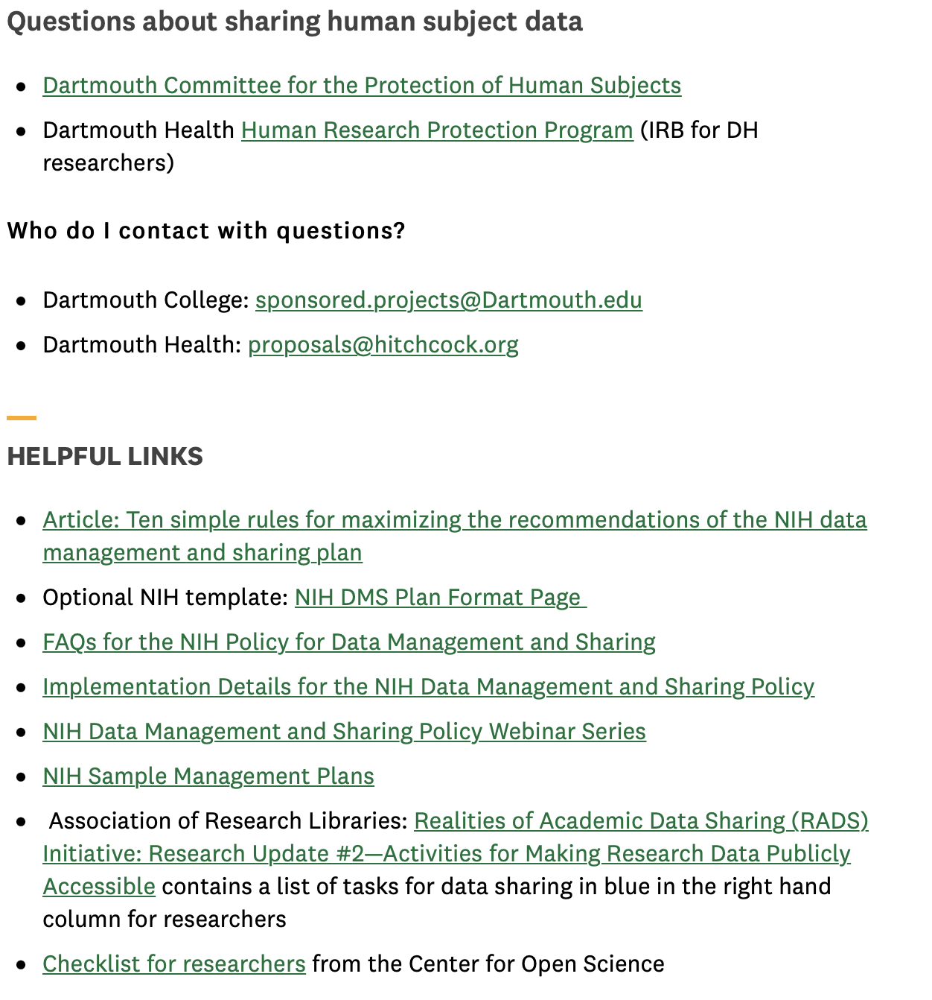 Questions about sharing human subject data
• Dartmouth Committee for the Protection of Human Subjects
• Dartmouth Health Human Research Protection Program (IRB for DH
researchers)
Who do I contact with questions?
• Dartmouth College: sponsored.projects@Dartmouth.edu
• Dartmouth Health: proposals@hitchcock.org
HELPFUL LINKS
• Article: Ten simple rules for maximizing the recommendations of the NIH data
management and sharing plan
• Optional NIH template: NIH DMS Plan Format Page
• FAQs for the NIH Policy for Data Management and Sharing
• Implementation Details for the NIH Data Management and Sharing Policy
• NIH Data Management and Sharing Policy Webinar Series
• NIH Sample Management Plans
• Association of Research Libraries: Realities of Academic Data Sharing (RADS)
Initiative: Research Update #2—Activities for Making Research Data Publicly
Accessible contains a list of tasks for data sharing in blue in the right hand
column for researchers
• Checklist for researchers from the Center for Open Science